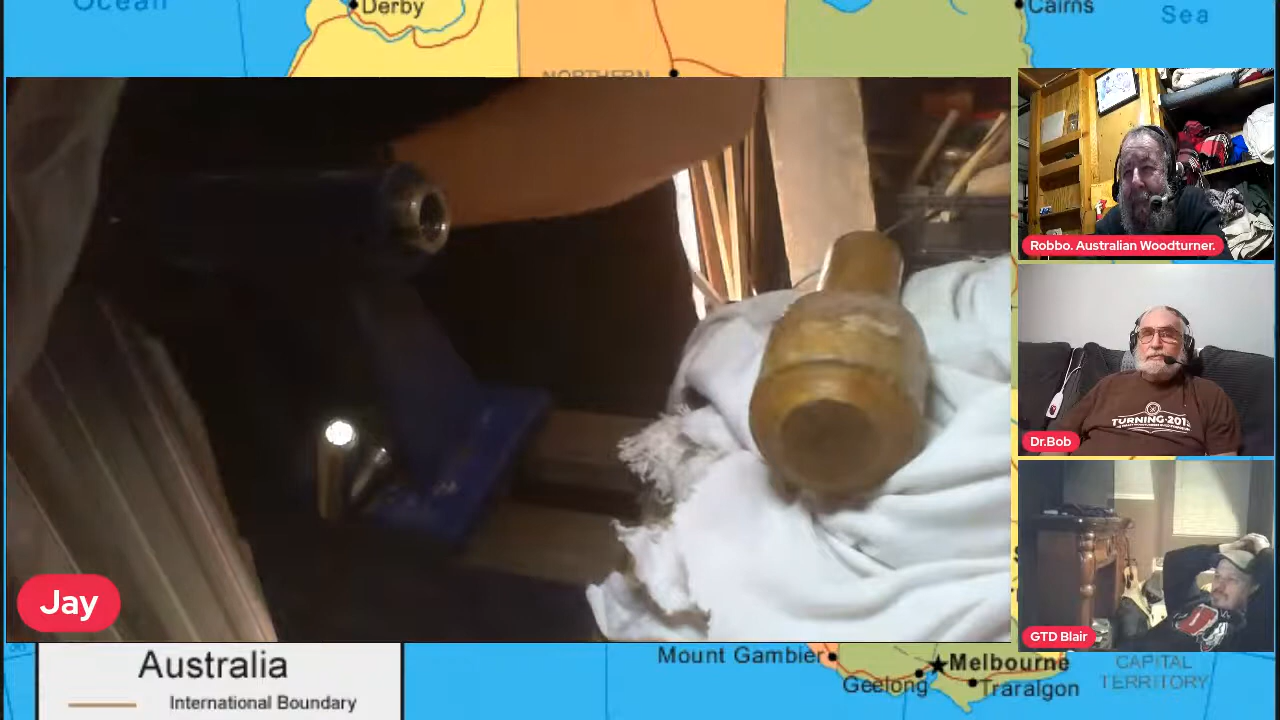 Ocean
Derby
Cairns
Sea
NORTHERN
Robbo. Australian Woodturner.
Dr.Bob
TURNING-201
GTD Blair
Jay
Australia
International Boundary
Mount Gambier
Melbourne
Geelong
Traralgon
CAPITAL
TERRITORY